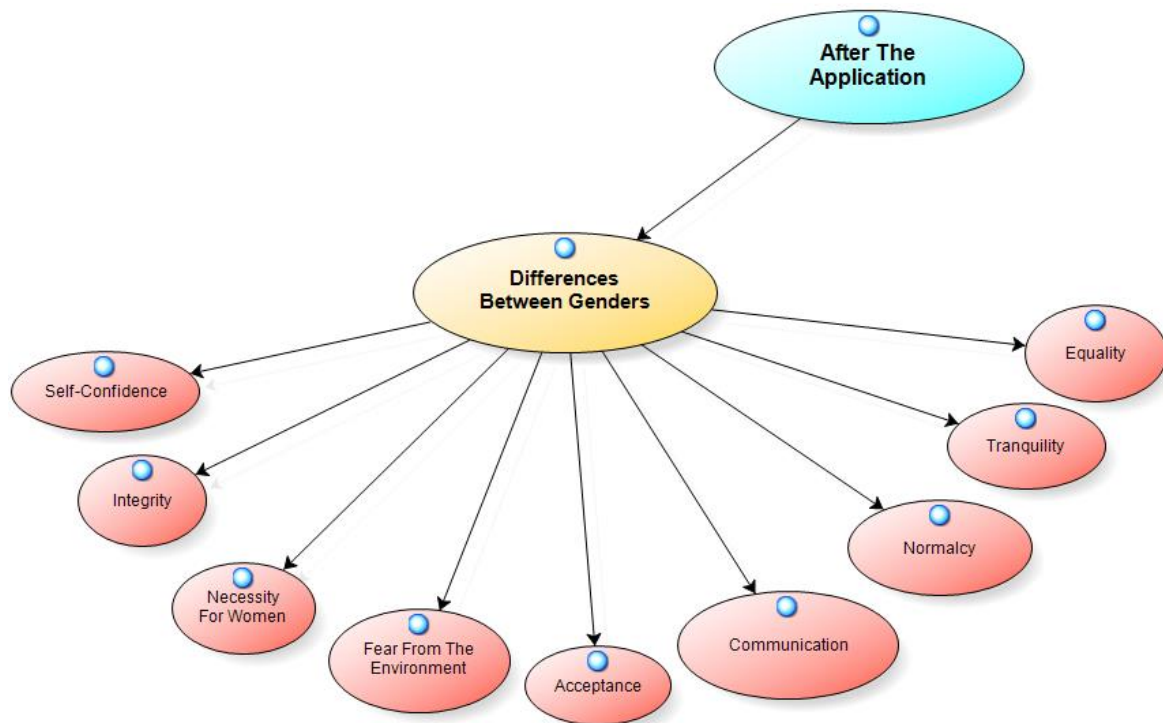 After The
Application
Differences
Between Genders
Self-Confidence
Integrity
Necessity
For Women
Fear From The
Environment
Acceptance
Communication
Normalcy
Tranquility
Equality